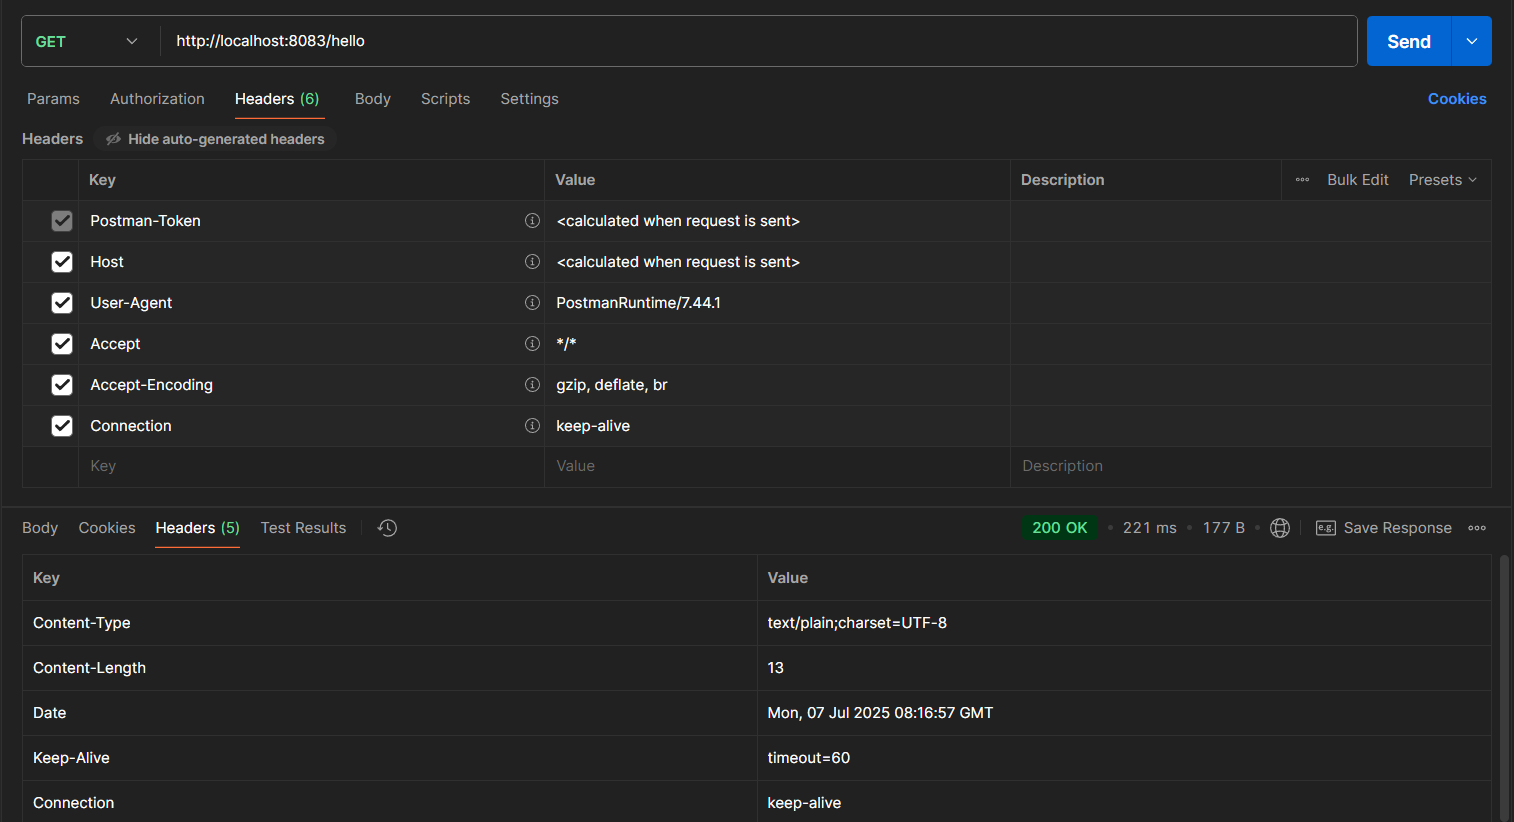 GET http://localhost:8083/hello Send
Params Authorization Headers (6) Body Scripts Settings Cookies
Headers Hide auto-generated headers
Key Value Description Bulk Edit Presets
Postman-Token <calculated when request is sent>
Host <calculated when request is sent>
User-Agent PostmanRuntime/7.44.1
Accept */*
Accept-Encoding gzip, deflate, br
Connection keep-alive
Key Value Description
Body Cookies Headers (5) Test Results 200 OK • 221 ms • 177 B • e.g. Save Response
Key Value
Content-Type text/plain;charset=UTF-8
Content-Length 13
Date Mon, 07 Jul 2025 08:16:57 GMT
Keep-Alive timeout=60
Connection keep-alive